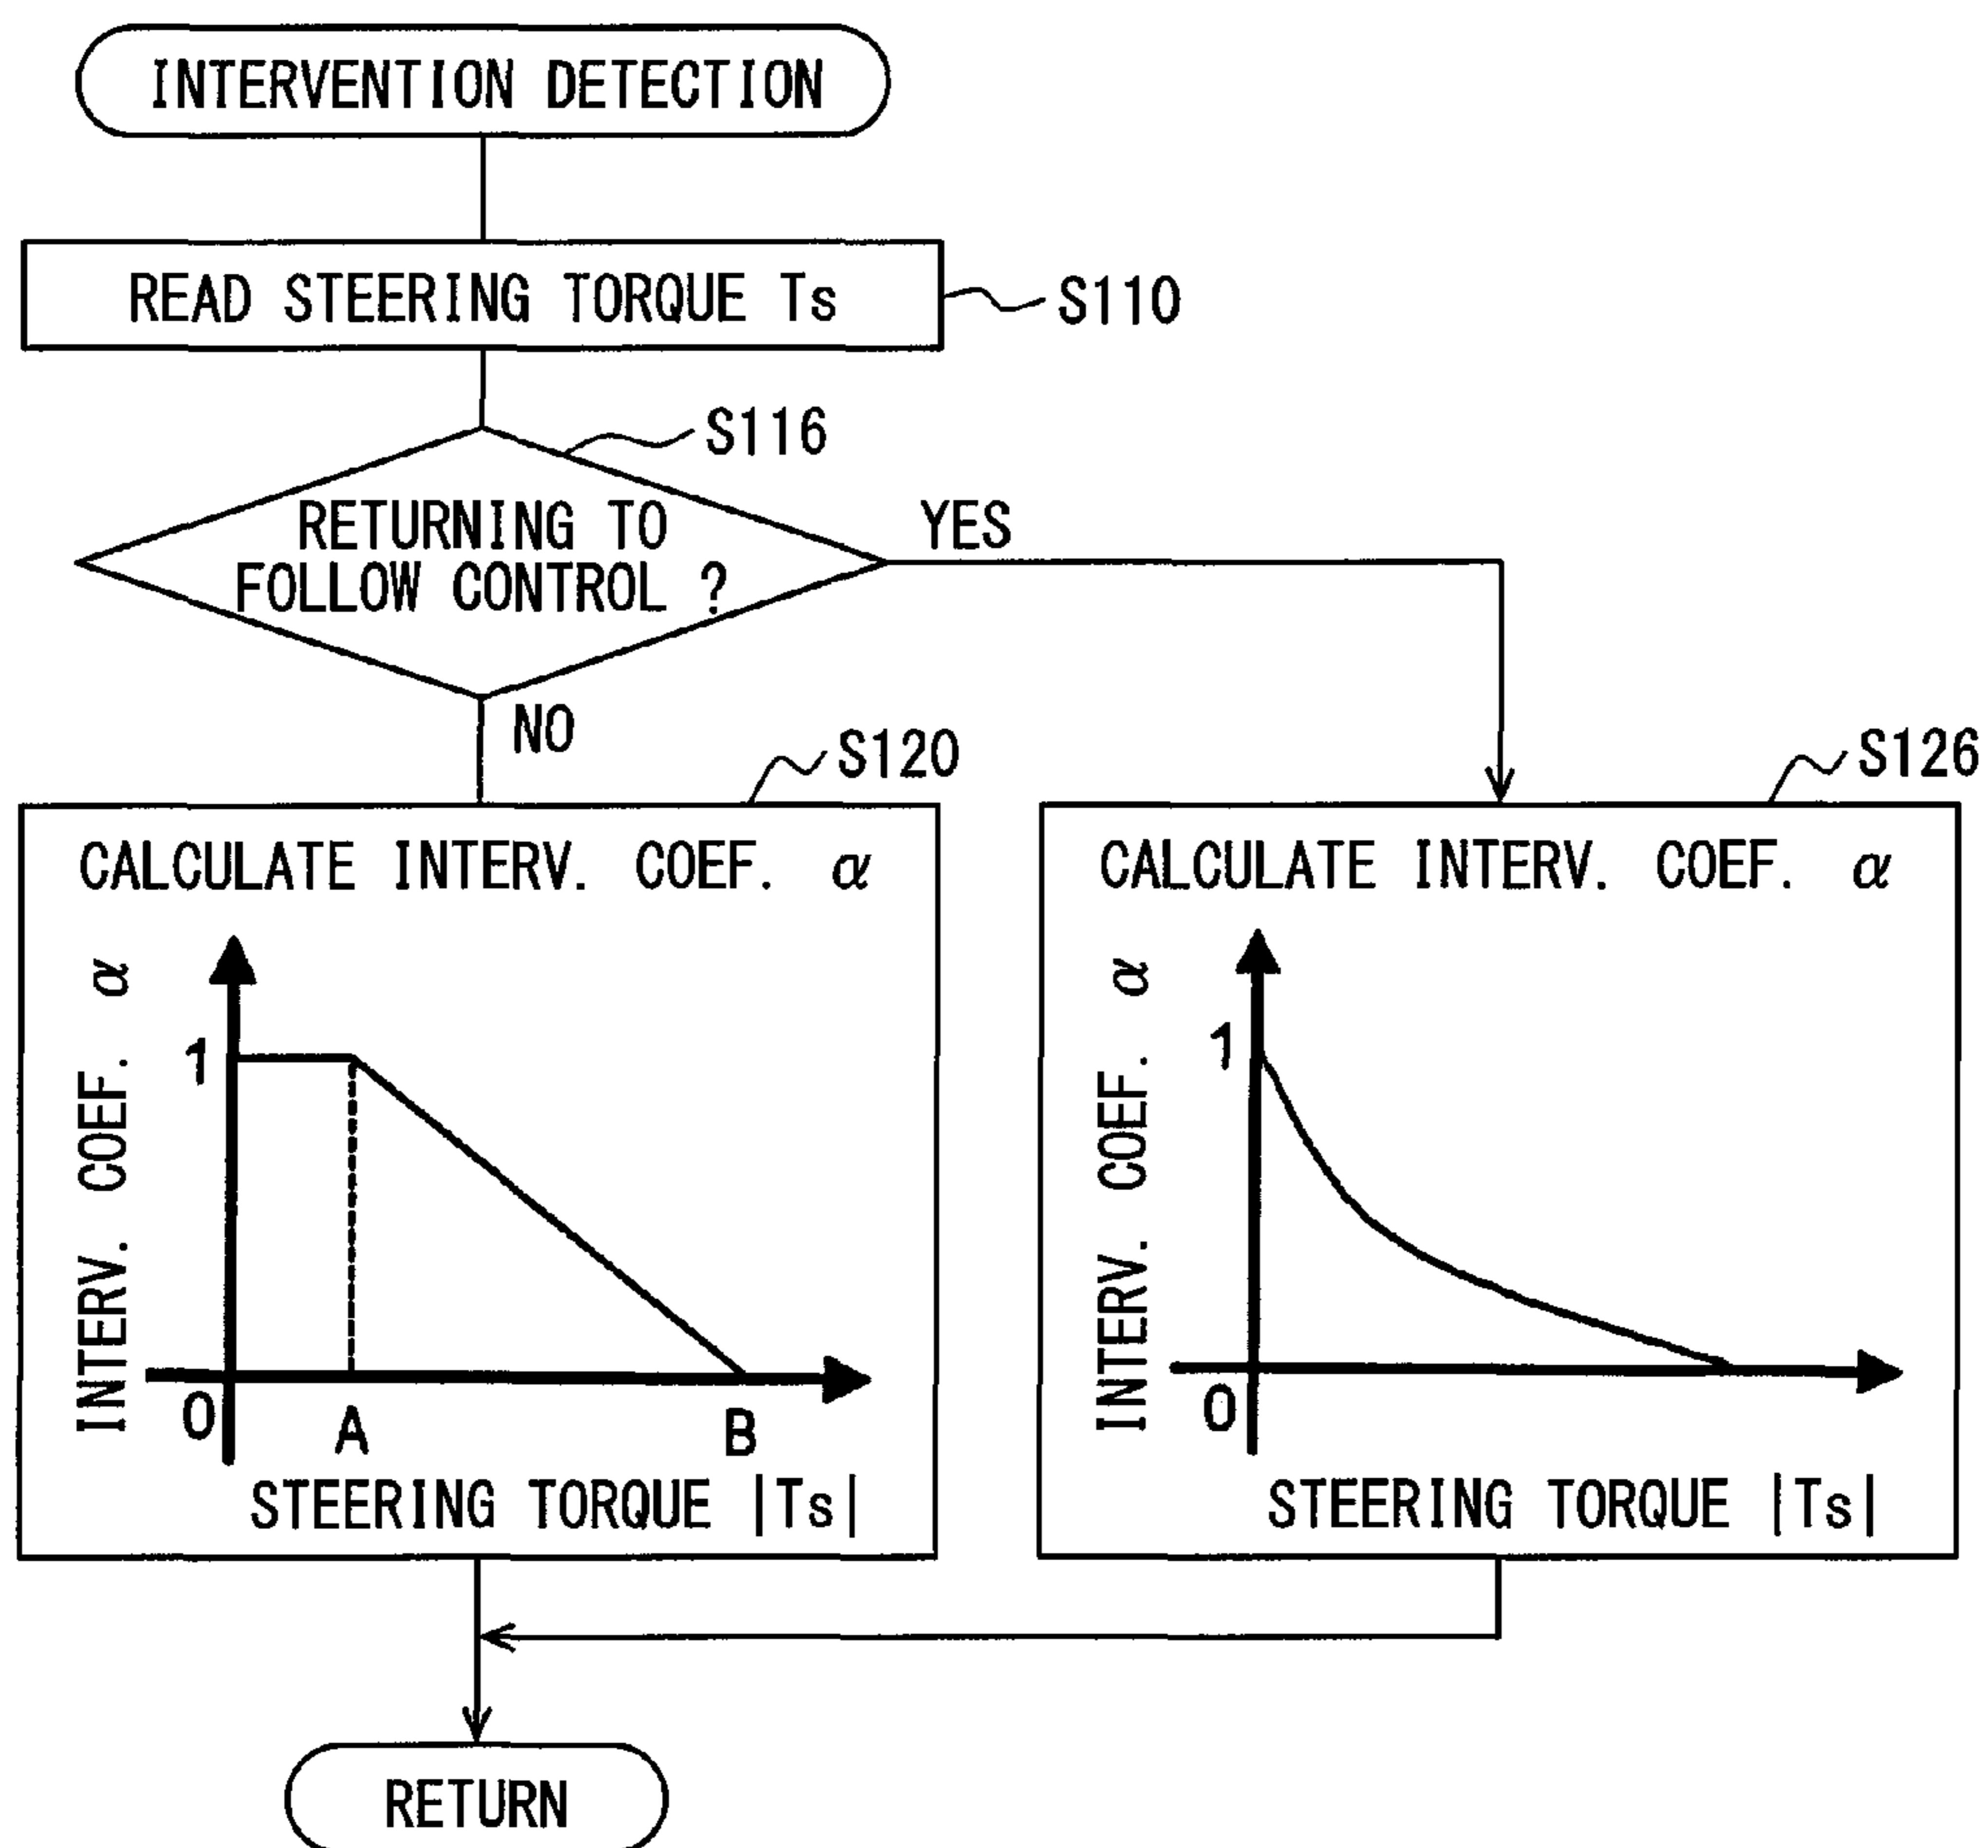 INTERVENTION DETECTION
READ STEERING TORQUE Ts
S110
S116
RETURNING TO
FOLLOW CONTROL ?
YES
NO
S120
CALCULATE INTERV. COEF. α
INTERV. COEF. α
1
0
A
B
STEERING TORQUE |Ts|
S126
CALCULATE INTERV. COEF. α
INTERV. COEF. α
1
0
STEERING TORQUE |Ts|
RETURN